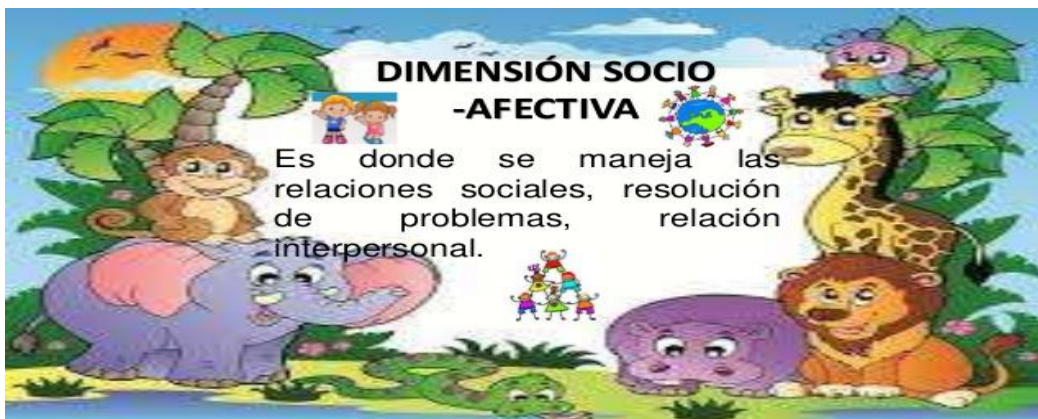 DIMENSIÓN SOCIO
-AFECTIVA
Es donde se maneja las
relaciones sociales, resolución
de problemas, relación
interpersonal.